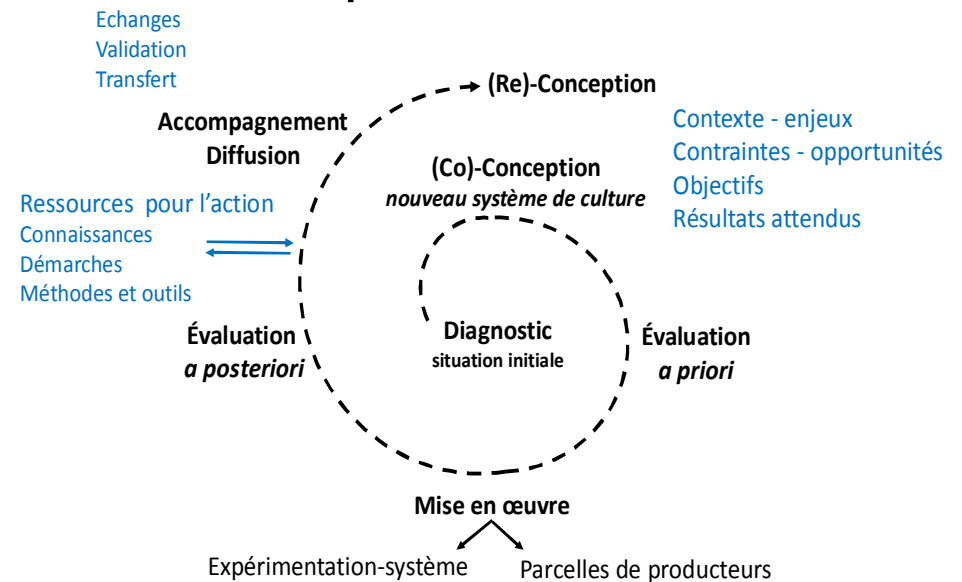 Echanges
Validation
Transfert
(Re)-Conception
Accompagnement
Diffusion
Contexte - enjeux
Contraintes - opportunités
Objectifs
Résultats attendus
(Co)-Conception
nouveau système de culture
Ressources pour l’action
Connaissances
Démarches
Méthodes et outils
Diagnostic
situation initiale
Évaluation
a posteriori
Évaluation
a priori
Mise en œuvre
Expérimentation-système
Parcelles de producteurs